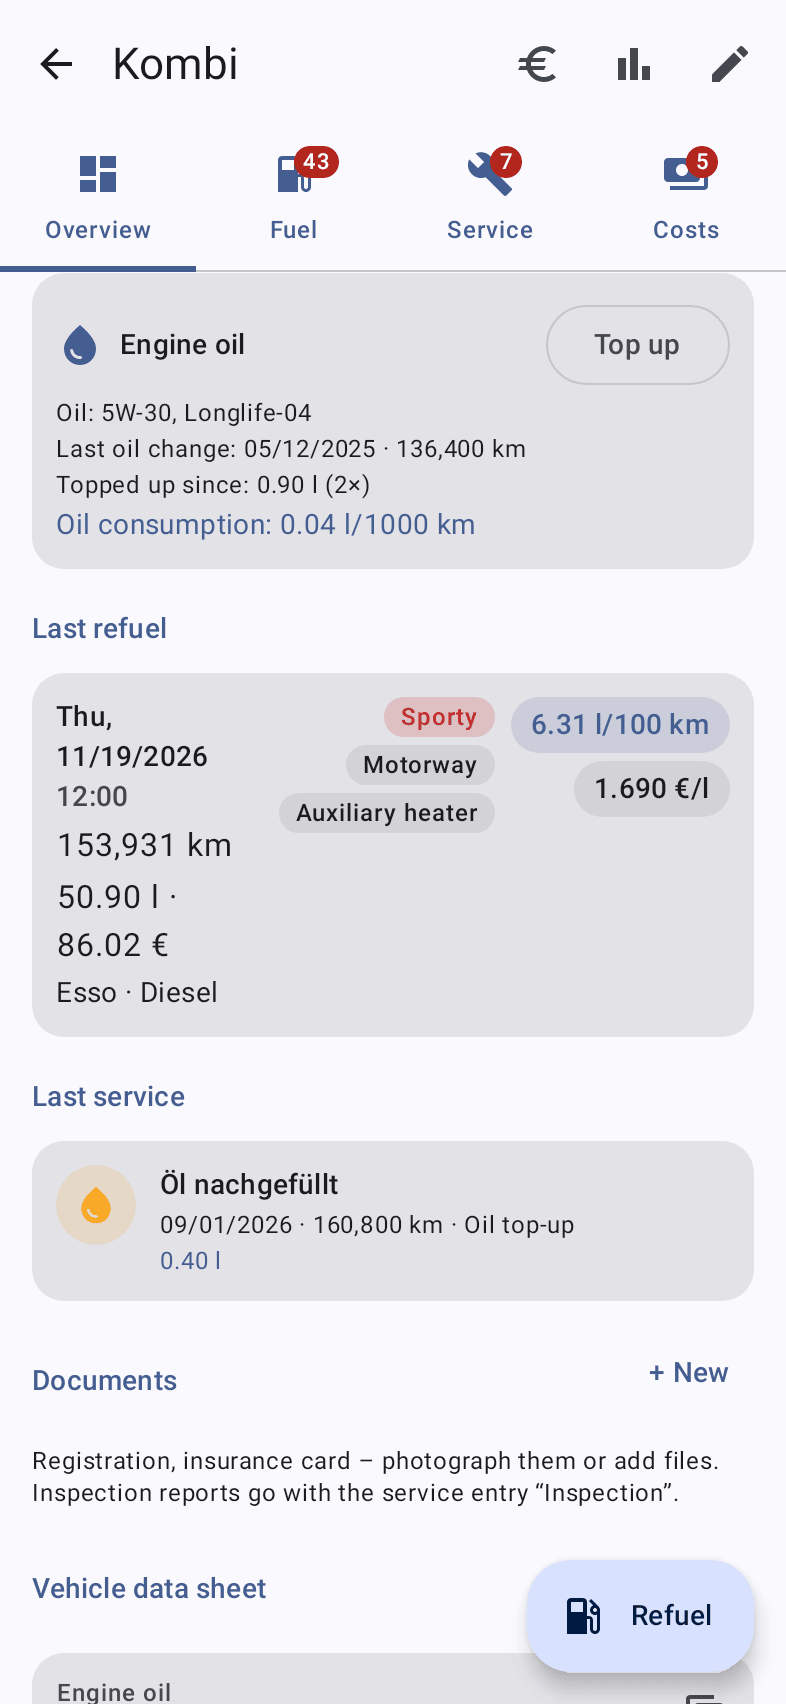 Kombi
43
7
5
Overview
Fuel
Service
Costs
Engine oil
Top up
Oil: 5W-30, Longlife-04
Last oil change: 05/12/2025 · 136,400 km
Topped up since: 0.90 l (2×)
Oil consumption: 0.04 l/1000 km
Last refuel
Thu,
11/19/2026
12:00
153,931 km
50.90 l ·
86.02 €
Esso · Diesel
Sporty
Motorway
Auxiliary heater
6.31 l/100 km
1.690 €/l
Last service
Öl nachgefüllt
09/01/2026 · 160,800 km · Oil top-up
0.40 l
Documents
+ New
Registration, insurance card – photograph them or add files.
Inspection reports go with the service entry “Inspection”.
Vehicle data sheet
Refuel
Engine oil